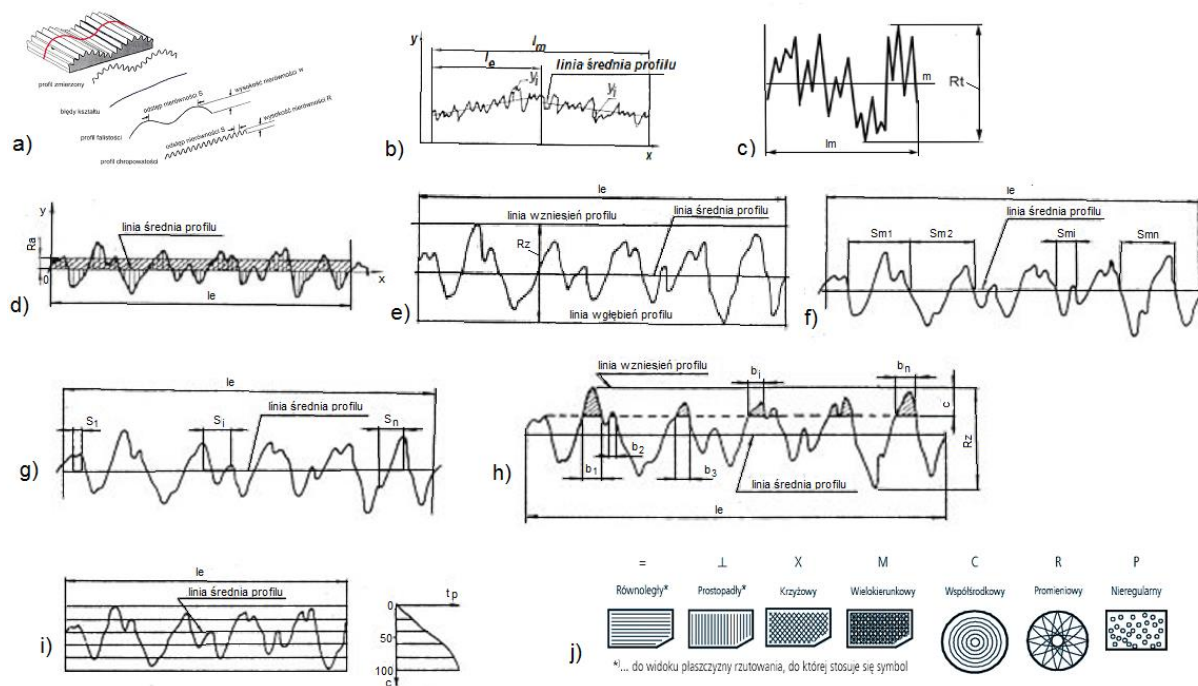 profil zmierzony
błędy kształtu
odstęp nierówności S
wysokość nierówności W
profil falistości
odstęp nierówności S
wysokość nierówności R
profil chropowatości
a)
y
lm
le
linia średnia profilu
yi
yj
x
b)
m
Rt
lm
c)
y
Ra
linia średnia profilu
0
x
le
d)
le
linia wzniesień profilu
linia średnia profilu
Rz
linia wgłębień profilu
e)
le
linia średnia profilu
Sm1
Sm2
Smi
Smn
f)
le
linia średnia profilu
S1
Si
Sn
g)
linia wzniesień profilu
bi
bn
c
Rz
b1
b2
b3
linia średnia profilu
le
h)
le
linia średnia profilu
tp
0
50
100
c
i)
= ⊥ X M C R P
Równoległy* Prostopadły* Krzyżowy Wielokierunkowy Współśrodkowy Promieniowy Nieregularny
j)
*)... do widoku płaszczyzny rzutowania, do której stosuje się symbol